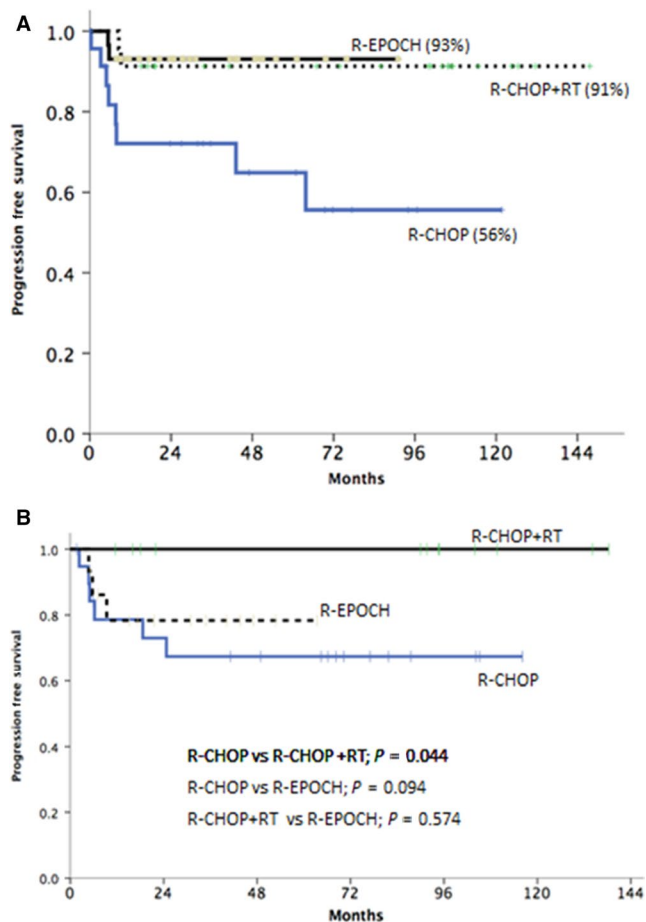 A
Progression free survival
1.0
0.8
0.6
0.4
0.2
0.0
R-EPOCH (93%)
R-CHOP+RT (91%)
R-CHOP (56%)
0 24 48 72 96 120 144
Months
B
Progression free survival
1.0
0.8
0.6
0.4
0.2
0.0
R-CHOP+RT
R-EPOCH
R-CHOP
R-CHOP vs R-CHOP +RT; P = 0.044
R-CHOP vs R-EPOCH; P = 0.094
R-CHOP+RT vs R-EPOCH; P = 0.574
0 24 48 72 96 120 144
Months